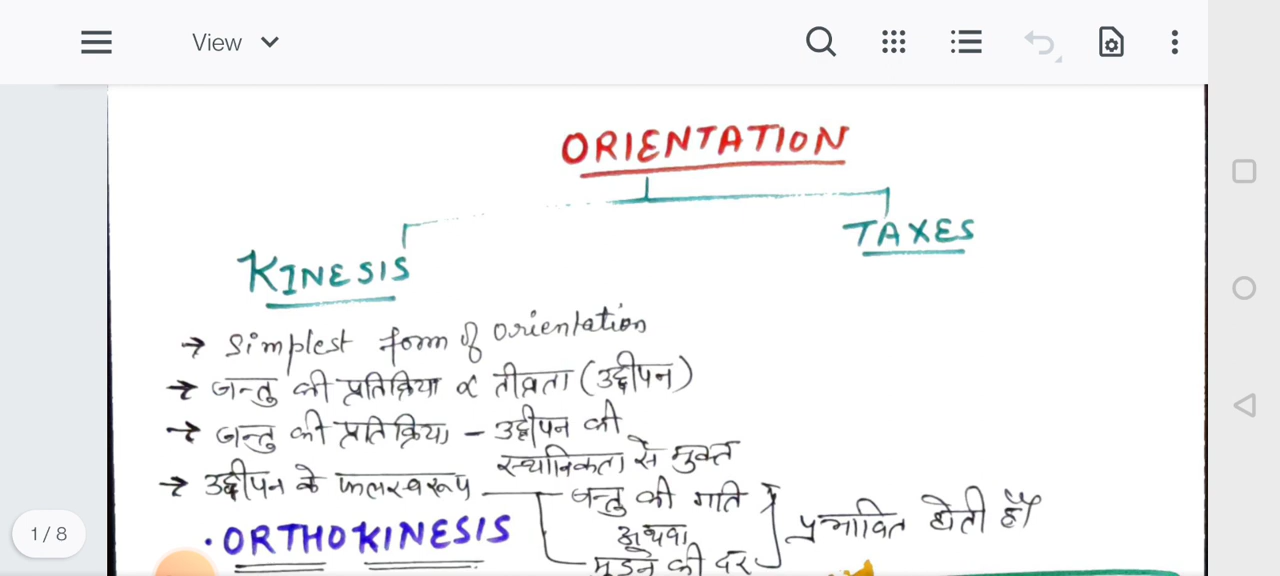 View
ORIENTATION
TAXES
KINESIS
→ Simplest form of orientation
→ जन्तु की प्रतिक्रिया ∝ तीव्रता (उद्दीपन)
→ जन्तु की प्रतिक्रिया – उद्दीपन की
स्थानिकता से मुक्त
→ उद्दीपन के फलस्वरूप
जन्तु की गति
अथवा
मुडने की दर
प्रभावित होती है।
• ORTHOKINESIS
1 / 8